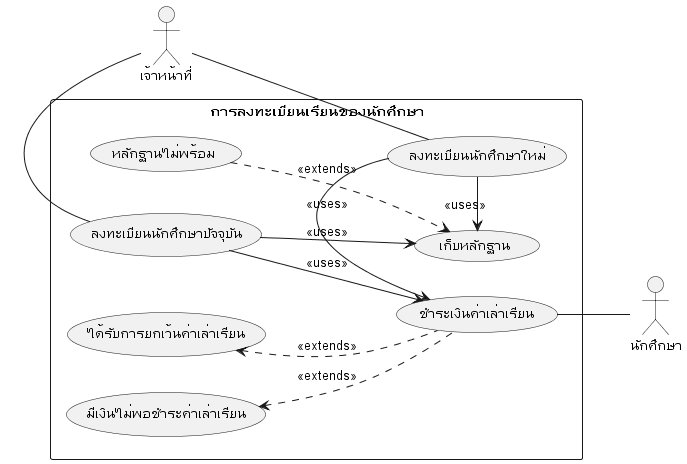 เจ้าหน้าที่
การลงทะเบียนเรียนของนักศึกษา
หลักฐานไม่พร้อม
<<extends>>
ลงทะเบียนนักศึกษาใหม่
<<uses>>
<<uses>>
ลงทะเบียนนักศึกษาปัจจุบัน
<<uses>>
เก็บหลักฐาน
<<uses>>
ชำระเงินค่าเล่าเรียน
นักศึกษา
ได้รับการยกเว้นค่าเล่าเรียน
<<extends>>
<<extends>>
มีเงินไม่พอชำระค่าเล่าเรียน